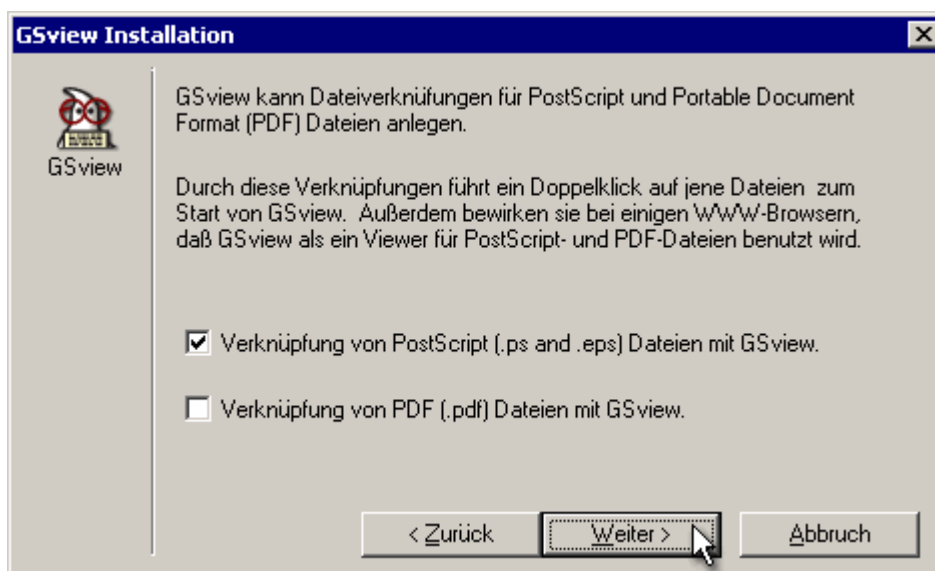 GSview Installation
GSview kann Dateiverknüfungen für PostScript und Portable Document
Format (PDF) Dateien anlegen.
GSview
Durch diese Verknüpfungen führt ein Doppelklick auf jene Dateien  zum
Start von GSview.  Außerdem bewirken sie bei einigen WWW-Browsern,
daß GSview als ein Viewer für PostScript- und PDF-Dateien benutzt wird.
Verknüpfung von PostScript (.ps and .eps) Dateien mit GSview.
Verknüpfung von PDF (.pdf) Dateien mit GSview.
< Zurück
Weiter >
Abbruch